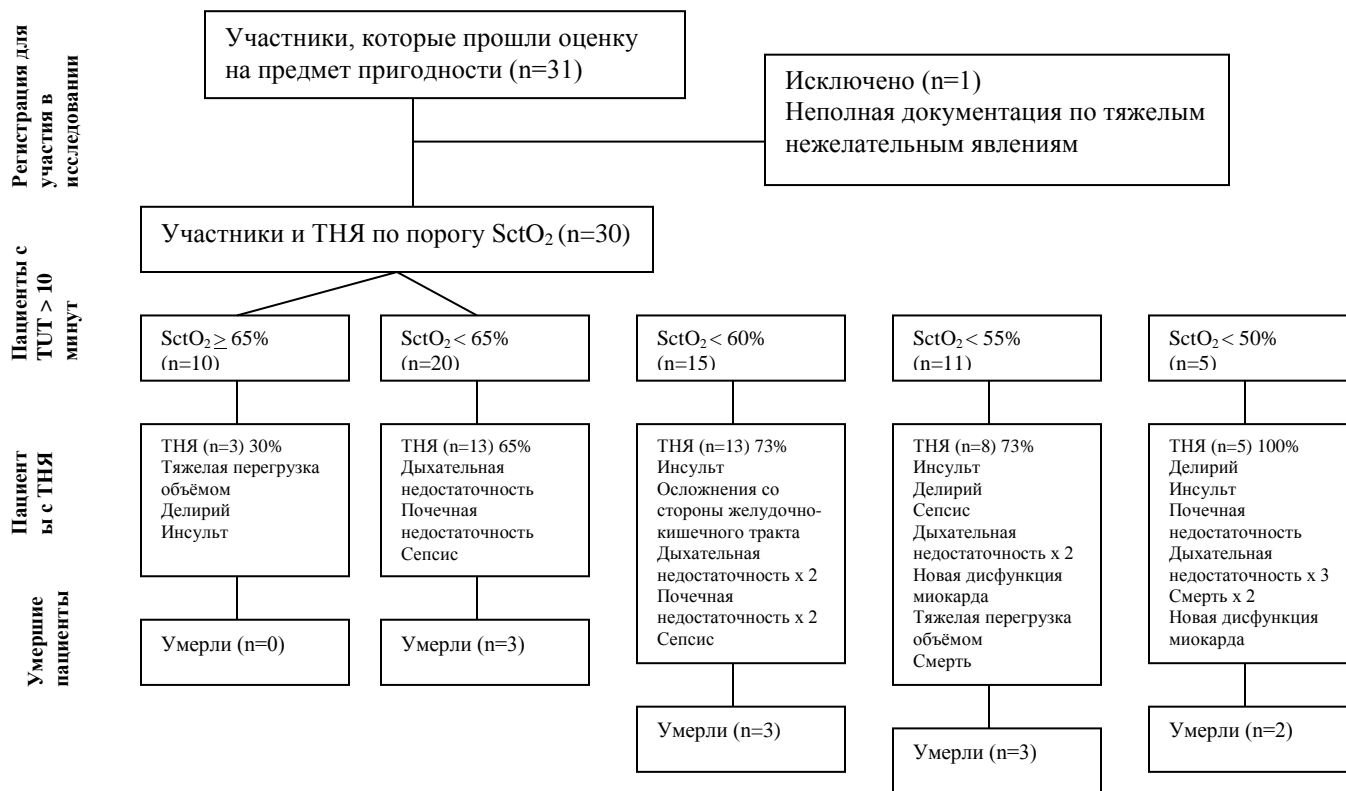 Регистрация для
участия в
исследовании
Участники, которые прошли оценку
на предмет пригодности (n=31)
Исключено (n=1)
Неполная документация по тяжелым
нежелательным явлениям
Участники и ТНЯ по порогу SctO₂ (n=30)
Пациенты с
TUT > 10
минут
SctO₂ ≥ 65%
(n=10)
SctO₂ < 65%
(n=20)
SctO₂ < 60%
(n=15)
SctO₂ < 55%
(n=11)
SctO₂ < 50%
(n=5)
Пациент
ы с ТНЯ
ТНЯ (n=3) 30%
Тяжелая перегрузка
объёмом
Делирий
Инсульт
ТНЯ (n=13) 65%
Дыхательная
недостаточность
Почечная
недостаточность
Сепсис
ТНЯ (n=13) 73%
Инсульт
Осложнения со
стороны желудочно-
кишечного тракта
Дыхательная
недостаточность x 2
Почечная
недостаточность x 2
Сепсис
ТНЯ (n=8) 73%
Инсульт
Делирий
Сепсис
Дыхательная
недостаточность x 2
Новая дисфункция
миокарда
Тяжелая перегрузка
объёмом
Смерть
ТНЯ (n=5) 100%
Делирий
Инсульт
Почечная
недостаточность
Дыхательная
недостаточность x 3
Смерть x 2
Новая дисфункция
миокарда
Умершие
пациенты
Умерли (n=0)
Умерли (n=3)
Умерли (n=3)
Умерли (n=3)
Умерли (n=2)